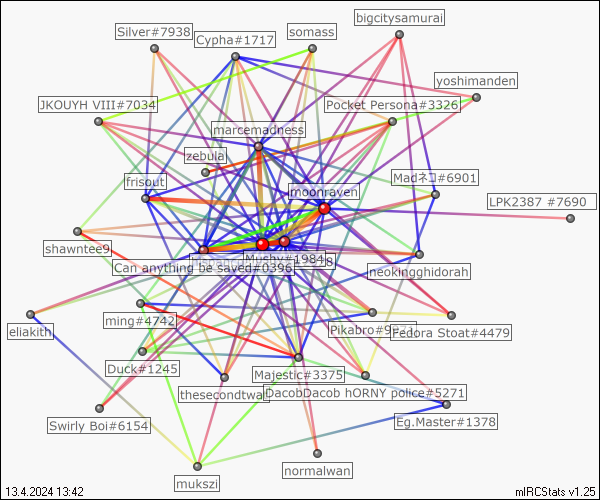 bigcitysamurai
Silver#7938
somass
Cypha#1717
yoshimanden
JKOUYH VIII#7034
Pocket Persona#3326
marcemadness
zebulal
Madネコ#6901
frisout
moonraven
LPK2387 #7690
shawntee9
Muchy#1984
Can anything be saved#0396
neokingghidorah
ming#4742
eliakith
Pikabro#9
Fedora Stoat#4479
Duck#1245
Majestic#3375
thesecondtwal
DacobDacob hORNY police#5271
Swirly Boi#6154
Eg.Master#1378
normalwan
mukszi
13.4.2024 13:42
mIRCStats v1.25